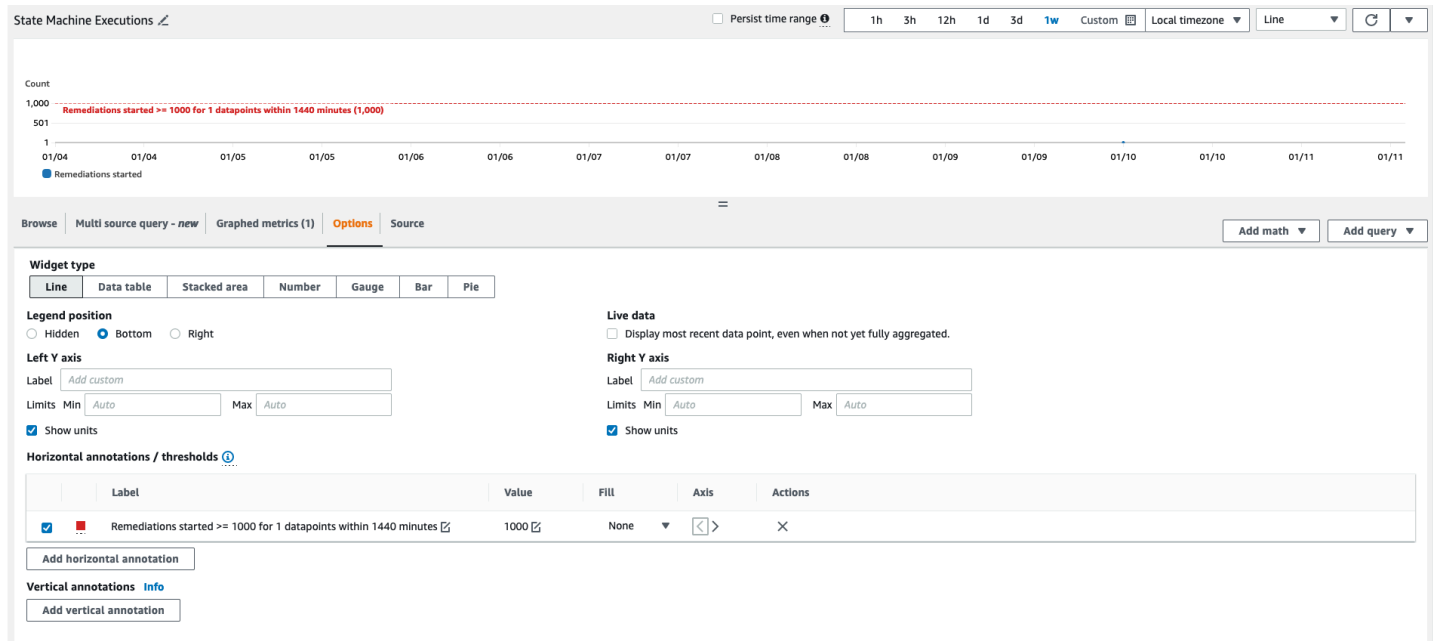 State Machine Executions
Persist time range
1h 3h 12h 1d 3d 1w Custom Local timezone Line
Count
1,000
Remediations started >= 1000 for 1 datapoints within 1440 minutes (1,000)
501
1
01/04 01/04 01/05 01/05 01/06 01/06 01/07 01/07 01/08 01/08 01/09 01/09 01/10 01/10 01/11 01/11
Remediations started
Browse Multi source query - new Graphed metrics (1) Options Source Add math Add query
Widget type
Line Data table Stacked area Number Gauge Bar Pie
Legend position Live data
Hidden Bottom Right Display most recent data point, even when not yet fully aggregated.
Left Y axis Right Y axis
Label Add custom Label Add custom
Limits Min Auto Max Auto Limits Min Auto Max Auto
Show units Show units
Horizontal annotations / thresholds
Label Value Fill Axis Actions
Remediations started >= 1000 for 1 datapoints within 1440 minutes 1000 None
Add horizontal annotation
Vertical annotations Info
Add vertical annotation